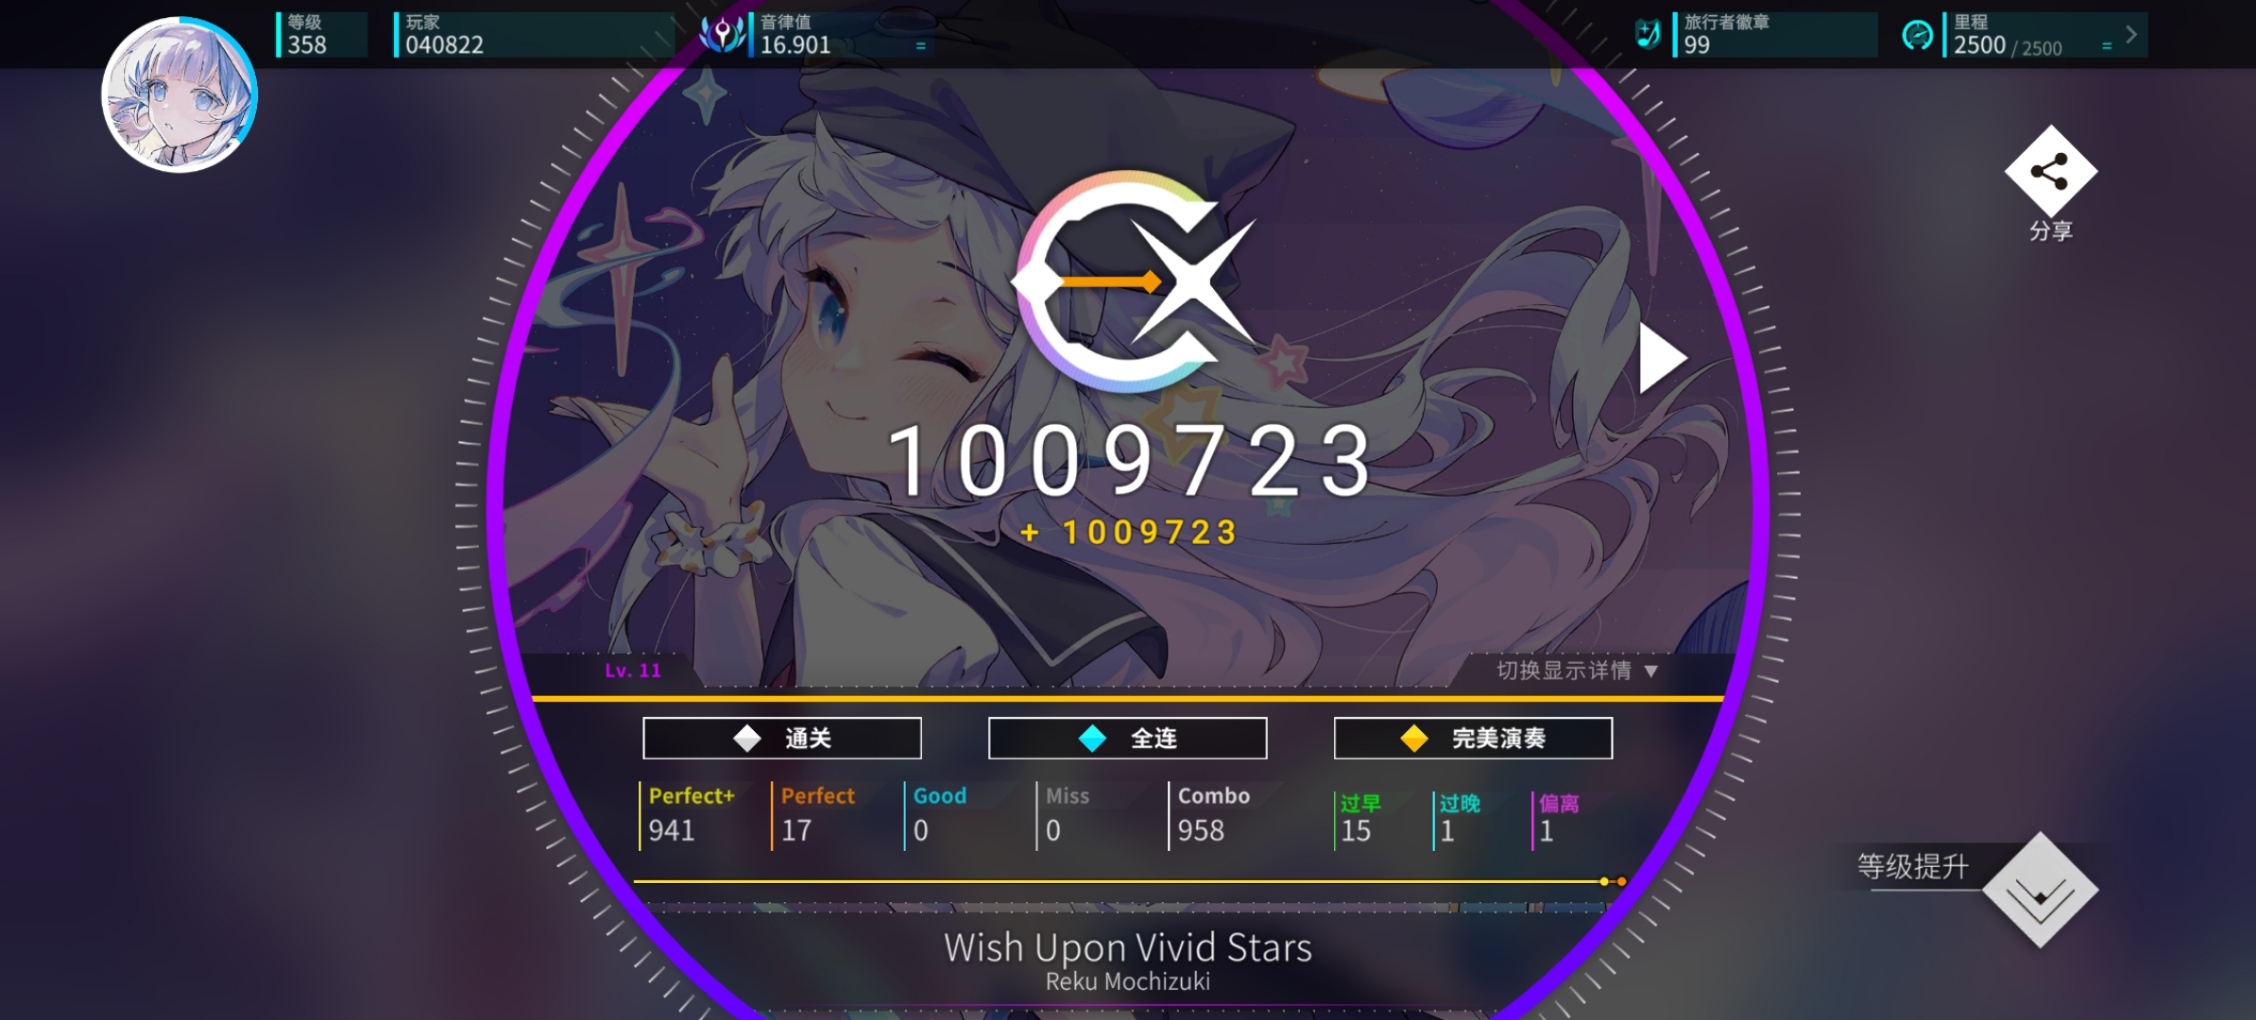 等级
358
玩家
040822
音律值
16.901
=
旅行者徽章
99
里程
2500 / 2500
=
分享
1009723
+ 1009723
Lv. 11
切换显示详情 ▼
通关
全连
完美演奏
Perfect+
941
Perfect
17
Good
0
Miss
0
Combo
958
过早
15
过晚
1
偏离
1
等级提升
Wish Upon Vivid Stars
Reku Mochizuki